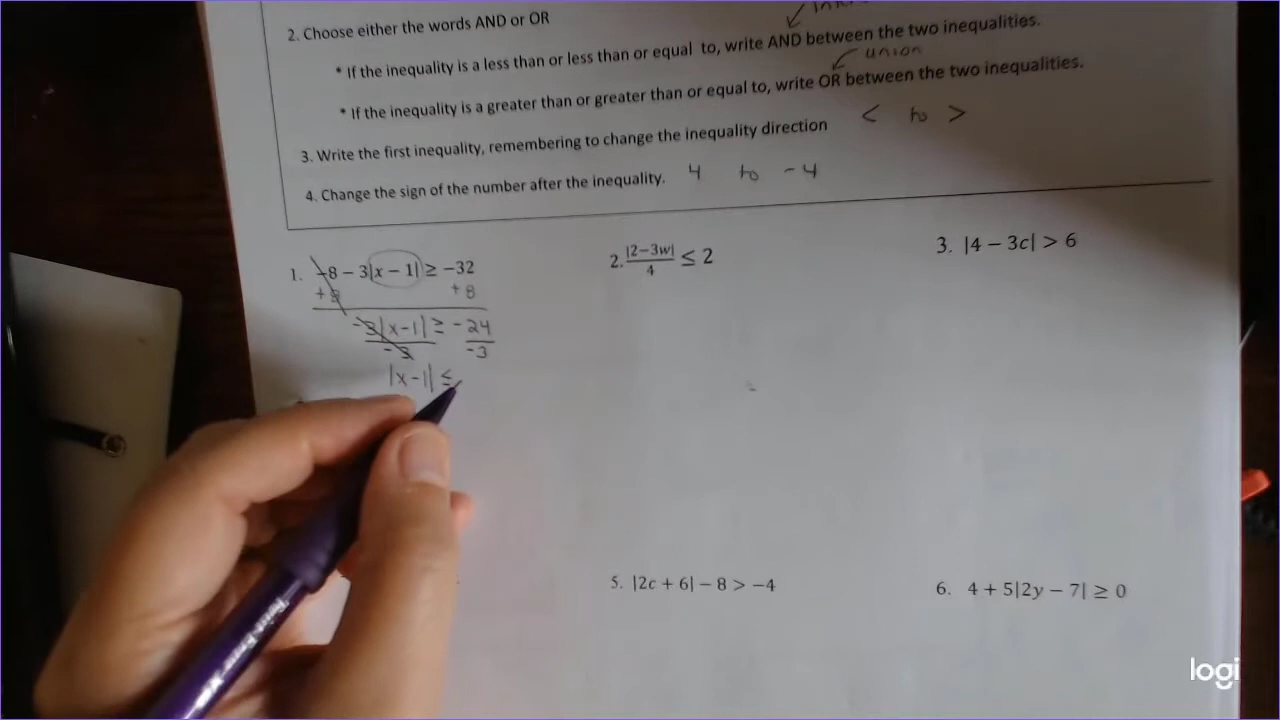 2. Choose either the words AND or OR
* If the inequality is a less than or less than or equal to, write AND between the two inequalities.
union
* If the inequality is a greater than or greater than or equal to, write OR between the two inequalities.
3. Write the first inequality, remembering to change the inequality direction < to >
4. Change the sign of the number after the inequality. 4 to -4
1. -8 - 3|x - 1| ≥ -32
+8 +8
-3|x-1| ≥ -24
-3 -3
|x-1| ≤
2. |2-3w|/4 ≤ 2
3. |4 - 3c| > 6
5. |2c + 6| - 8 > -4
6. 4 + 5|2y - 7| ≥ 0
logi